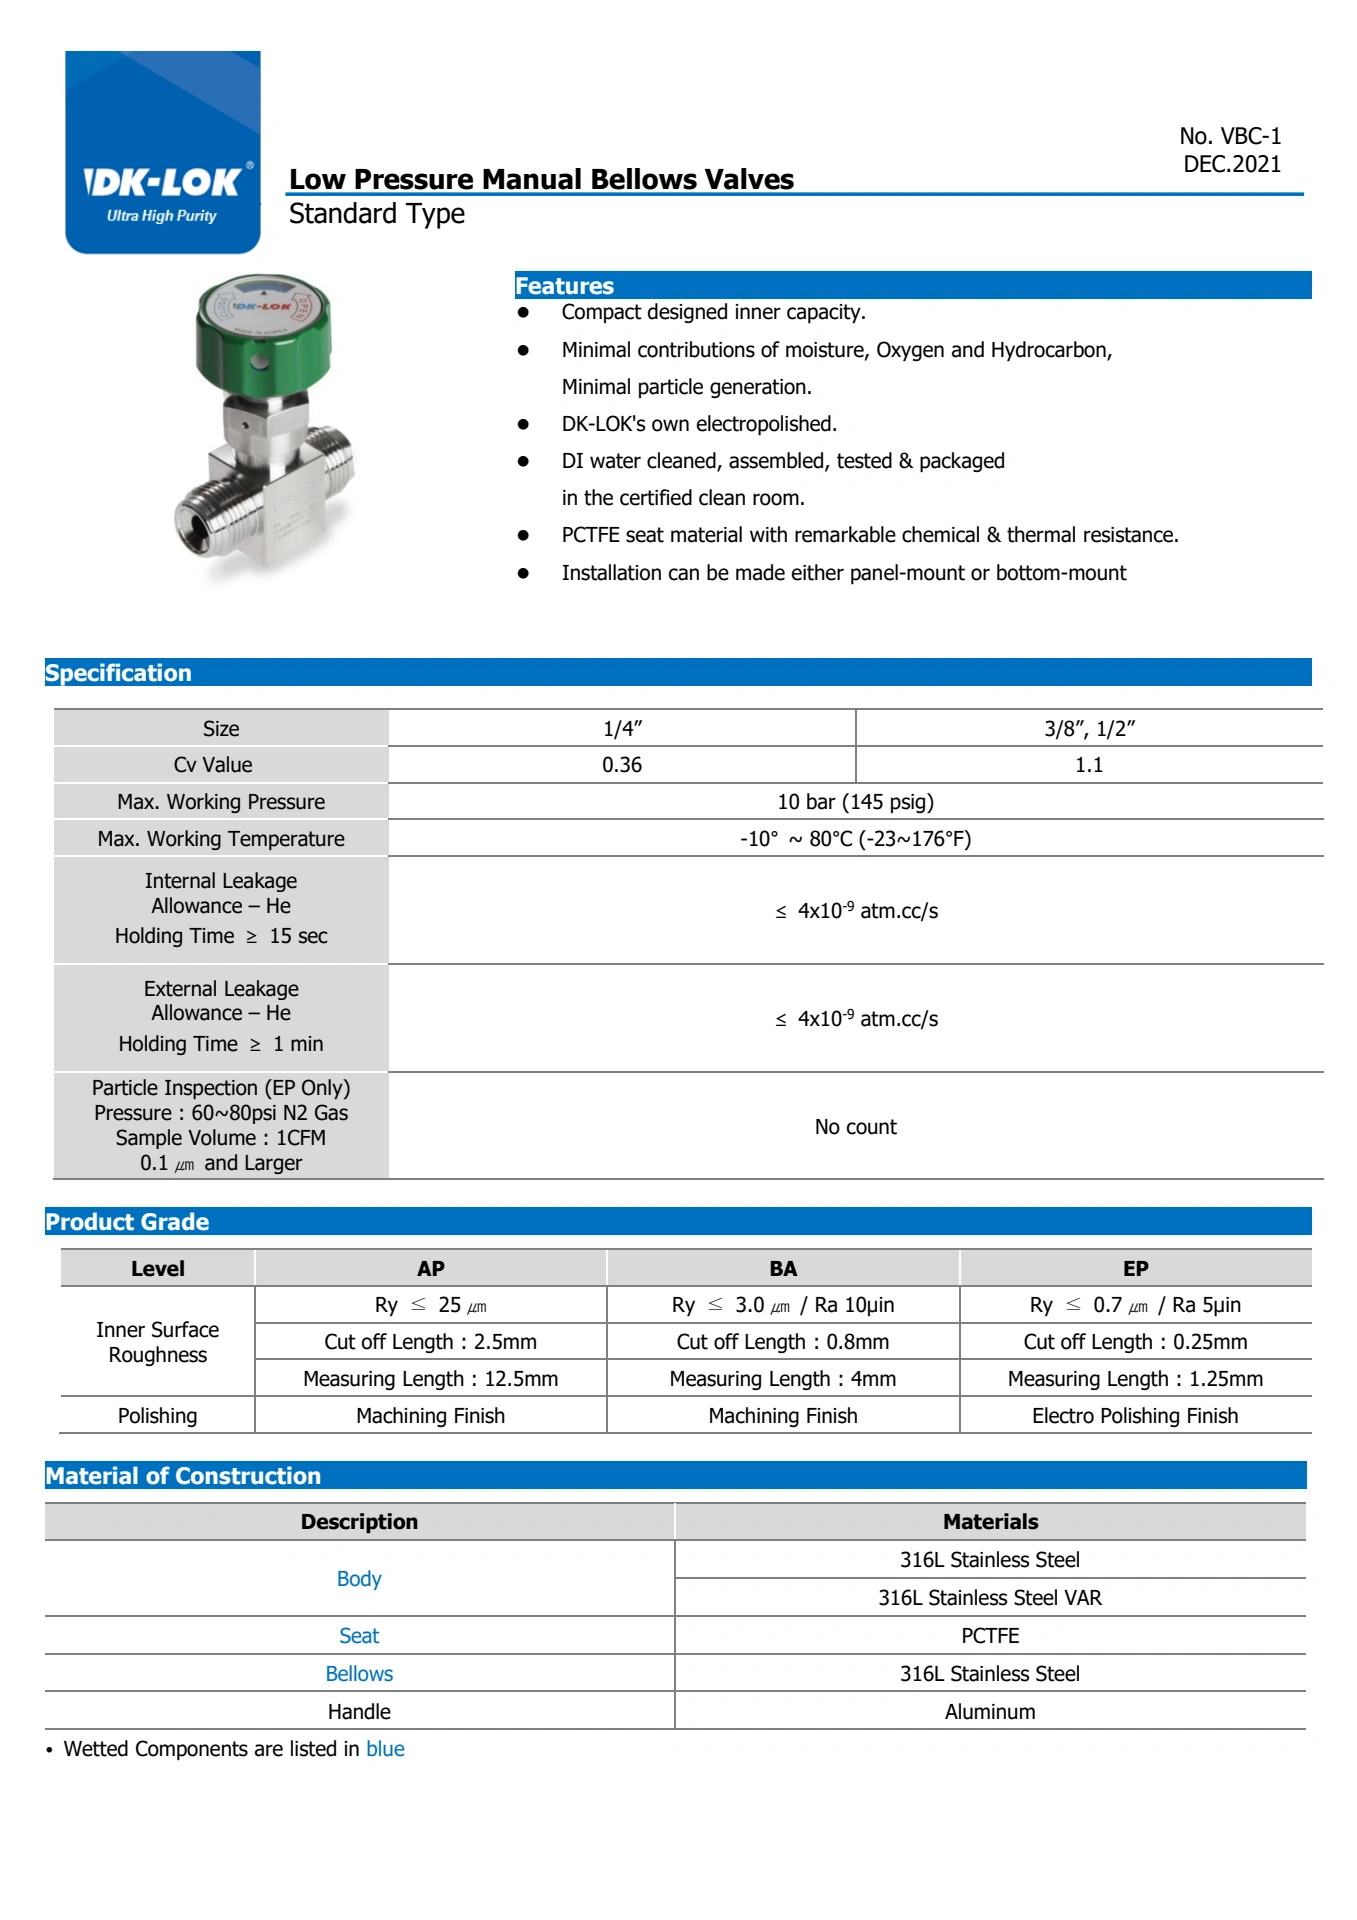 DK-LOK®
Ultra High Purity
No. VBC-1
DEC.2021
Low Pressure Manual Bellows Valves
Standard Type
CLOSE
DK-LOK
OPEN
MADE IN KOREA
Features
● Compact designed inner capacity.
● Minimal contributions of moisture, Oxygen and Hydrocarbon,
Minimal particle generation.
● DK-LOK's own electropolished.
● DI water cleaned, assembled, tested & packaged
in the certified clean room.
● PCTFE seat material with remarkable chemical & thermal resistance.
● Installation can be made either panel-mount or bottom-mount
Specification
Size 1/4” 3/8”, 1/2”
Cv Value 0.36 1.1
Max. Working Pressure 10 bar (145 psig)
Max. Working Temperature -10° ~ 80°C (-23~176°F)
Internal Leakage
Allowance – He
Holding Time ≥ 15 sec
≤ 4x10⁻⁹ atm.cc/s
External Leakage
Allowance – He
Holding Time ≥ 1 min
≤ 4x10⁻⁹ atm.cc/s
Particle Inspection (EP Only)
Pressure : 60~80psi N2 Gas
Sample Volume : 1CFM
0.1 ㎛ and Larger
No count
Product Grade
Level AP BA EP
Inner Surface
Roughness
Ry ≤ 25 ㎛ Ry ≤ 3.0 ㎛ / Ra 10µin Ry ≤ 0.7 ㎛ / Ra 5µin
Cut off Length : 2.5mm Cut off Length : 0.8mm Cut off Length : 0.25mm
Measuring Length : 12.5mm Measuring Length : 4mm Measuring Length : 1.25mm
Polishing Machining Finish Machining Finish Electro Polishing Finish
Material of Construction
Description Materials
Body 316L Stainless Steel
316L Stainless Steel VAR
Seat PCTFE
Bellows 316L Stainless Steel
Handle Aluminum
• Wetted Components are listed in blue